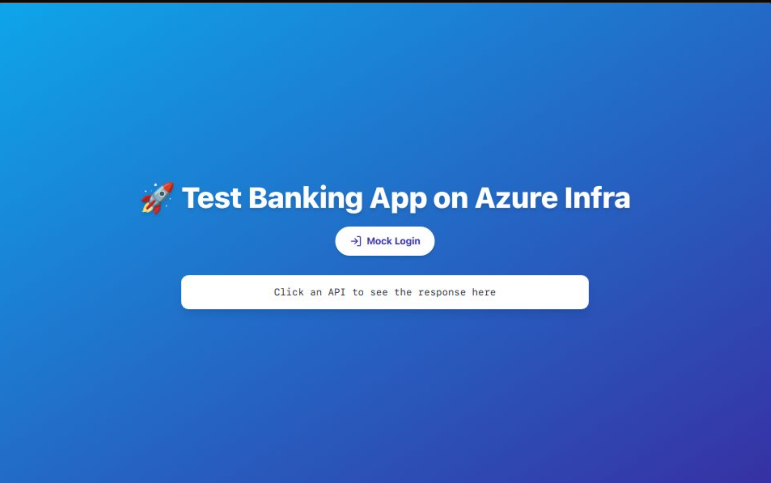 🚀 Test Banking App on Azure Infra
Mock Login
Click an API to see the response here